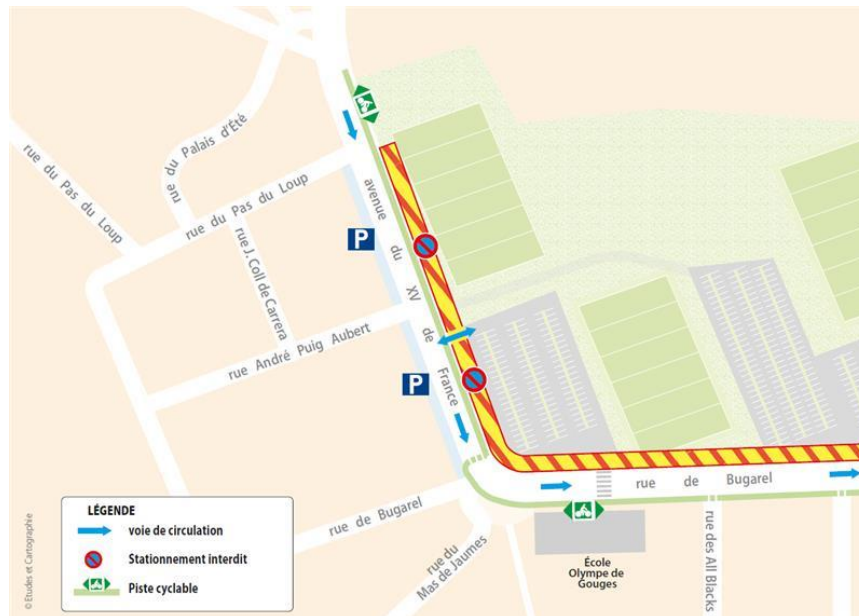 rue du Palais d'Été
rue du Pas du Loup
rue du Pas du Loup
rue J. Coll de Carrera
avenue du XV de France
P
rue André Puig Aubert
P
rue de Bugarel
rue de Bugarel
rue du
Mas de Jaumes
École
Olympe de
Gouges
rue des All Blacks
LÉGENDE
voie de circulation
Stationnement interdit
Piste cyclable
© Etudes et Cartographie